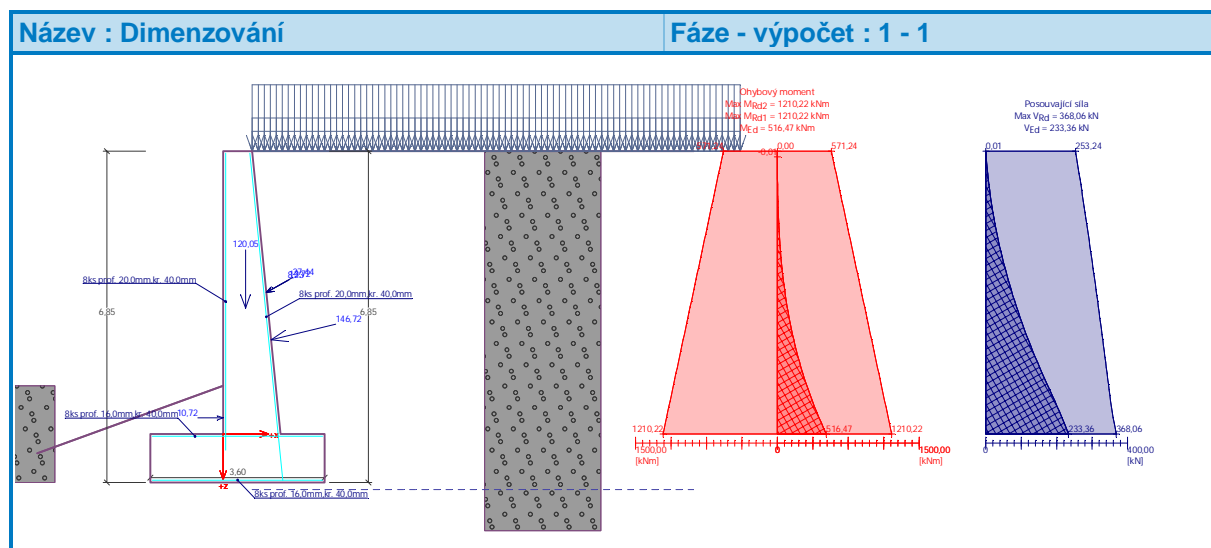 Název : Dimenzování
Fáze - výpočet : 1 - 1
Ohybový moment
Max MRd2 = 1210,22 kNm
Max MRd1 = 1210,22 kNm
MEd = 516,47 kNm
Posouvající síla
Max VRd = 368,06 kN
VEd = 233,36 kN
-0,01
0,00
571,24
0,01
253,24
120,05
8ks prof. 20,0mm,kr. 40,0mm
8ks prof. 20,0mm,kr. 40,0mm
6,85
6,85
146,72
8ks prof. 16,0mm,kr. 40,0mm
10,72
+x
1210,22
516,47
1210,22
233,36
368,06
1500,00
0
1500,00
0
400,00
[kNm]
[kNm]
[kN]
3,60
+z
8ks prof. 16,0mm,kr. 40,0mm